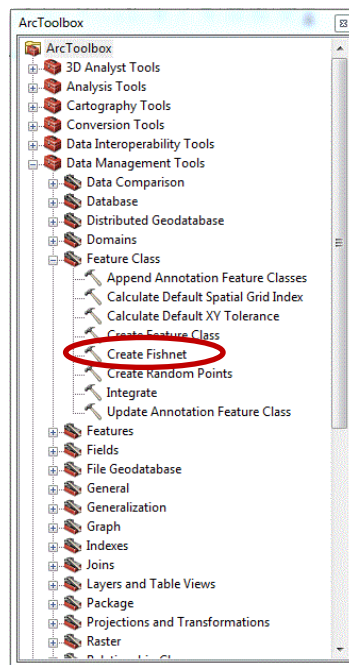 ArcToolbox
ArcToolbox
3D Analyst Tools
Analysis Tools
Cartography Tools
Conversion Tools
Data Interoperability Tools
Data Management Tools
Data Comparison
Database
Distributed Geodatabase
Domains
Feature Class
Append Annotation Feature Classes
Calculate Default Spatial Grid Index
Calculate Default XY Tolerance
Create Feature Class
Create Fishnet
Create Random Points
Integrate
Update Annotation Feature Class
Features
Fields
File Geodatabase
General
Generalization
Graph
Indexes
Joins
Layers and Table Views
Package
Projections and Transformations
Raster